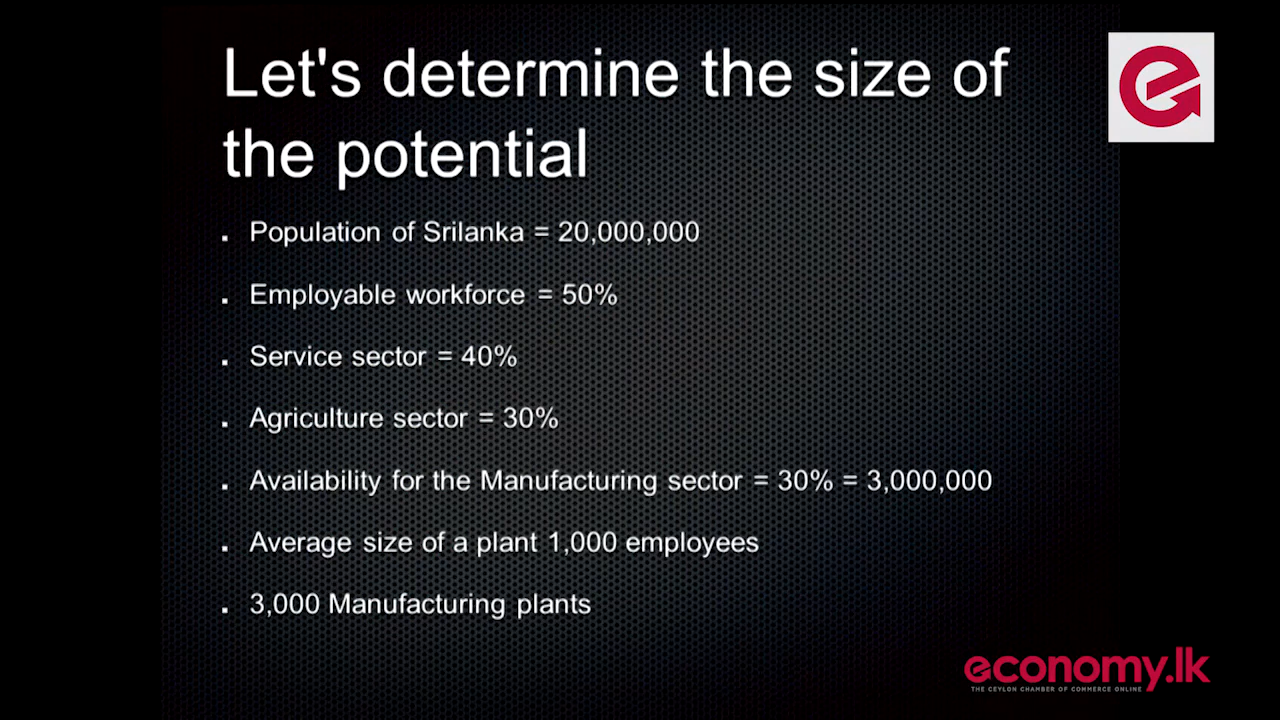 Let's determine the size of
the potential
. Population of Srilanka = 20,000,000
. Employable workforce = 50%
. Service sector = 40%
. Agriculture sector = 30%
. Availability for the Manufacturing sector = 30% = 3,000,000
. Average size of a plant 1,000 employees
. 3,000 Manufacturing plants
e
economy.lk
THE CEYLON CHAMBER OF COMMERCE ONLINE